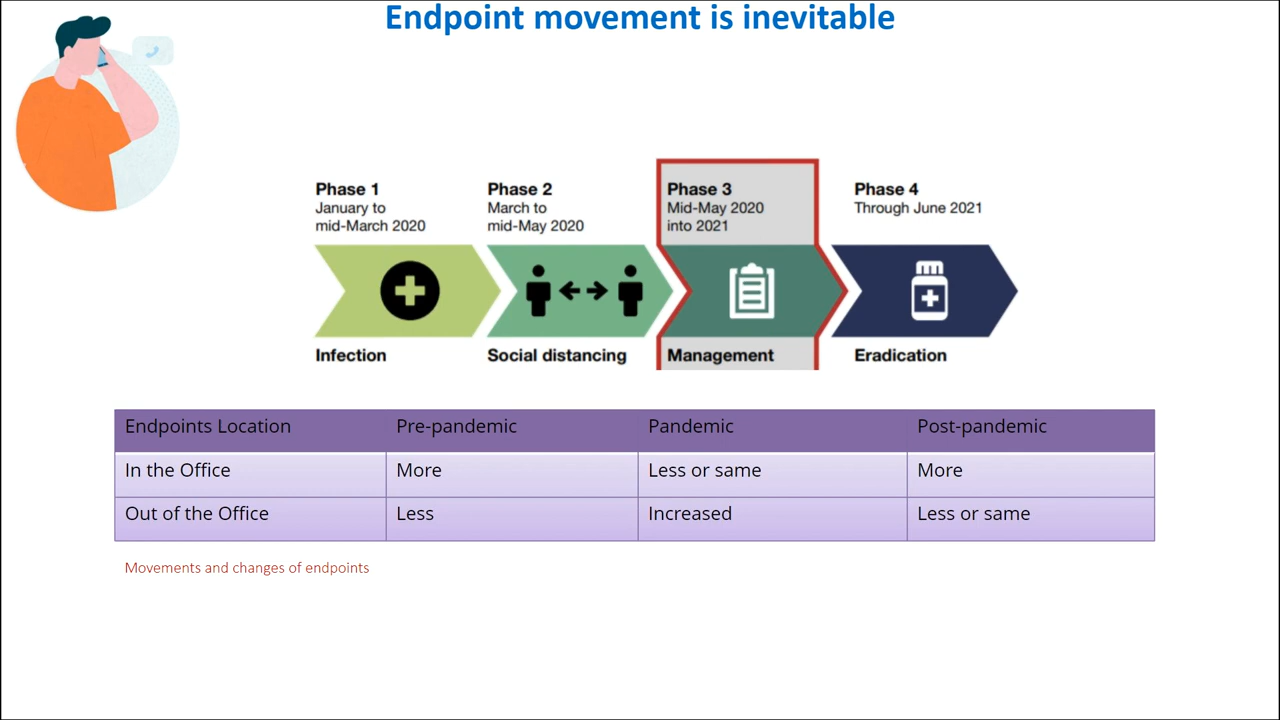 Endpoint movement is inevitable
Phase 1
January to
mid-March 2020
Phase 2
March to
mid-May 2020
Phase 3
Mid-May 2020
into 2021
Phase 4
Through June 2021
Infection
Social distancing
Management
Eradication
Endpoints Location Pre-pandemic Pandemic Post-pandemic
In the Office More Less or same More
Out of the Office Less Increased Less or same
Movements and changes of endpoints